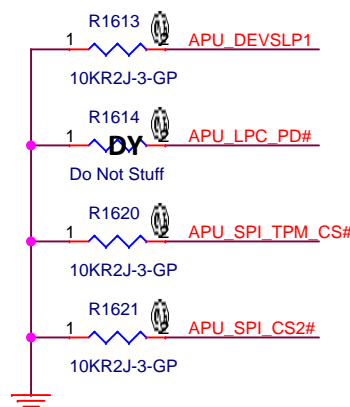 R1613
1 2 APU_DEVSLP1
10KR2J-3-GP
R1614
1 DY 2 APU_LPC_PD#
Do Not Stuff
R1620
1 2 APU_SPI_TPM_CS#
10KR2J-3-GP
R1621
1 2 APU_SPI_CS2#
10KR2J-3-GP